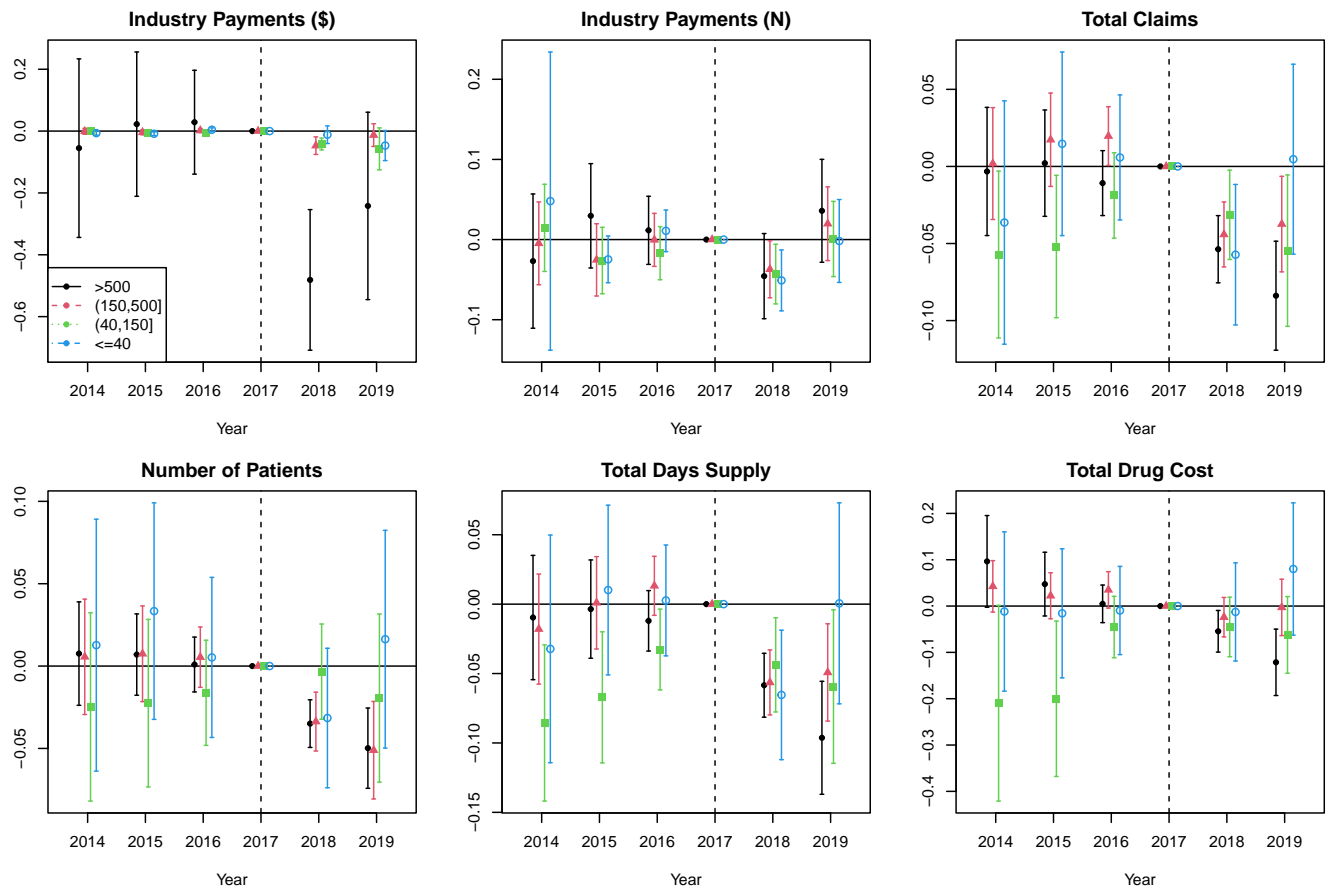 Industry Payments ($)
0.2
0.0
−0.2
−0.4
−0.6
>500
(150,500]
(40,150]
<=40
2014 2015 2016 2017 2018 2019
Year
Industry Payments (N)
0.2
0.1
0.0
−0.1
2014 2015 2016 2017 2018 2019
Year
Total Claims
0.05
0.00
−0.05
−0.10
2014 2015 2016 2017 2018 2019
Year
Number of Patients
0.10
0.05
0.00
−0.05
2014 2015 2016 2017 2018 2019
Year
Total Days Supply
0.05
0.00
−0.05
−0.10
−0.15
2014 2015 2016 2017 2018 2019
Year
Total Drug Cost
0.2
0.1
0.0
−0.1
−0.2
−0.3
−0.4
2014 2015 2016 2017 2018 2019
Year